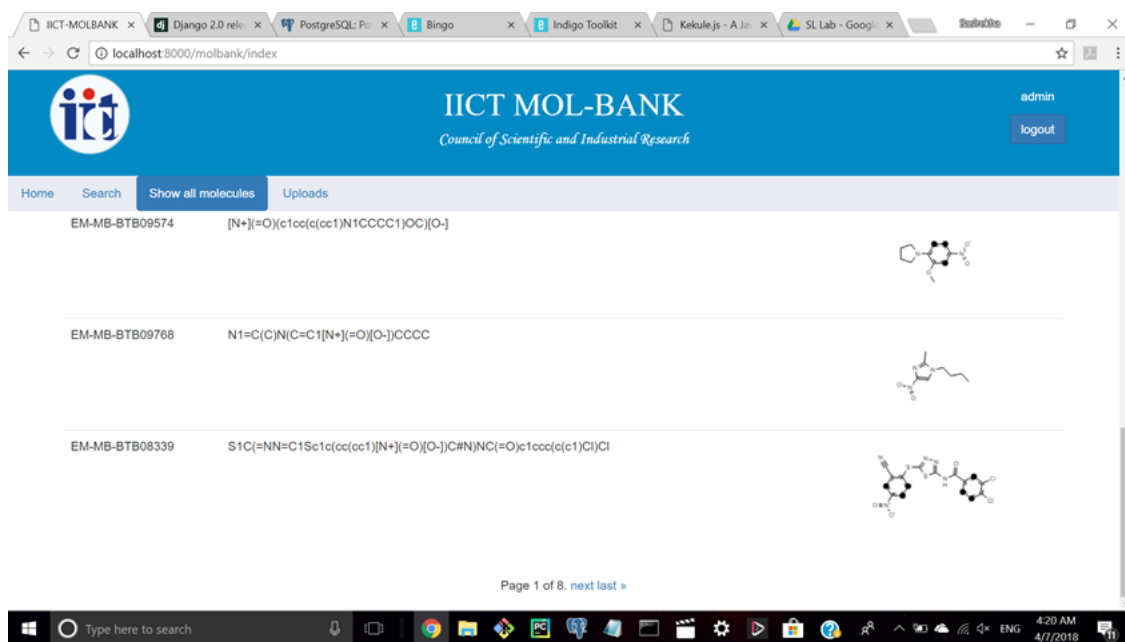 IICT-MOLBANK
Django 2.0 rele
PostgreSQL: Po
Bingo
Indigo Toolkit
Kekule.js - A Ja
SL Lab - Google
localhost:8000/molbank/index
iict
IICT MOL-BANK
Council of Scientific and Industrial Research
admin
logout
Home Search Show all molecules Uploads
EM-MB-BTB09574 [N+](=O)(c1cc(c(cc1)N1CCCC1)OC)[O-]
EM-MB-BTB09768 N1=C(C)N(C=C1[N+](=O)[O-])CCCC
EM-MB-BTB08339 S1C(=NN=C1Sc1c(cc(cc1)[N+](=O)[O-])C#N)NC(=O)c1ccc(c(c1)Cl)Cl
Page 1 of 8. next last »
Type here to search
ENG
4:20 AM
4/7/2018